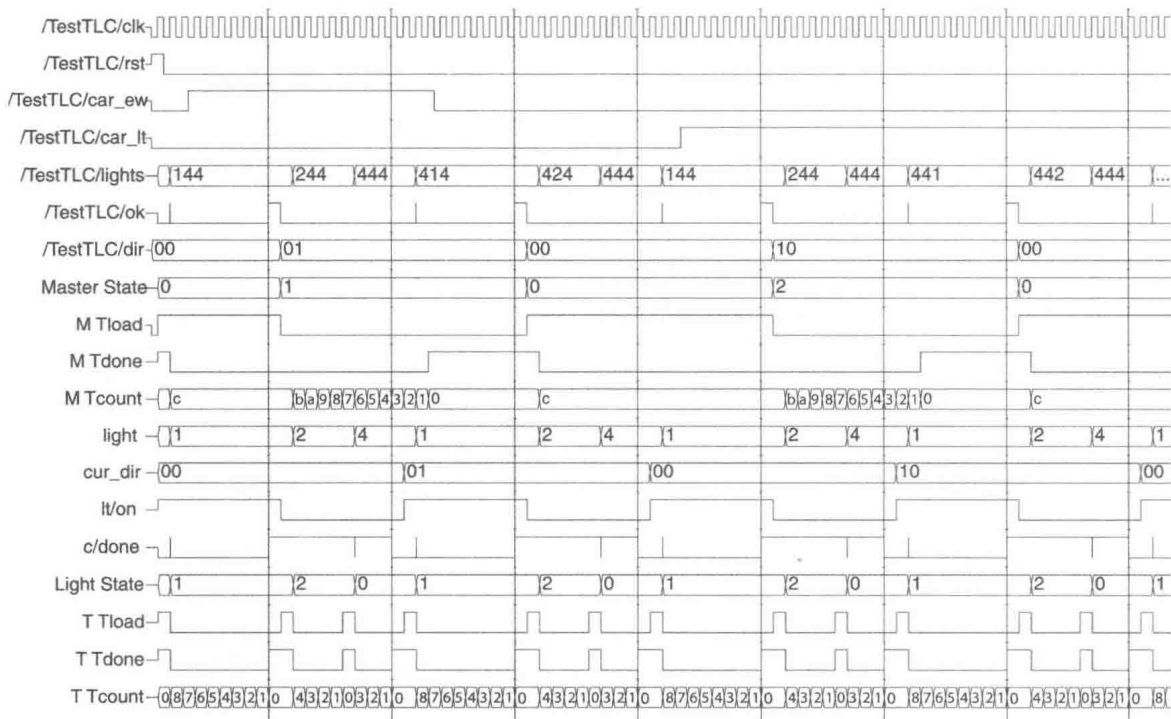 /TestTLC/clk
/TestTLC/rst
/TestTLC/car_ew
/TestTLC/car_lt
/TestTLC/lights 144 244 444 414 424 444 144 244 444 441 442 444 ...
/TestTLC/ok
/TestTLC/dir 00 01 00 10 00
Master State 0 1 0 2 0
M Tload
M Tdone
M Tcount c b a 9 8 7 6 5 4 3 2 1 0 c b a 9 8 7 6 5 4 3 2 1 0 c
light 1 2 4 1 2 4 1 2 4 1 2 4 1
cur_dir 00 01 00 10 00
lt/on
c/done
Light State 1 2 0 1 2 0 1 2 0 1 2 0 1
T Tload
T Tdone
T Tcount 0 8 7 6 5 4 3 2 1 0 4 3 2 1 0 3 2 1 0 8 7 6 5 4 3 2 1 0 4 3 2 1 0 3 2 1 0 8 7 6 5 4 3 2 1 0 4 3 2 1 0 3 2 1 0 8 7 6 5 4 3 2 1 0 4 3 2 1 0 3 2 1 0 8